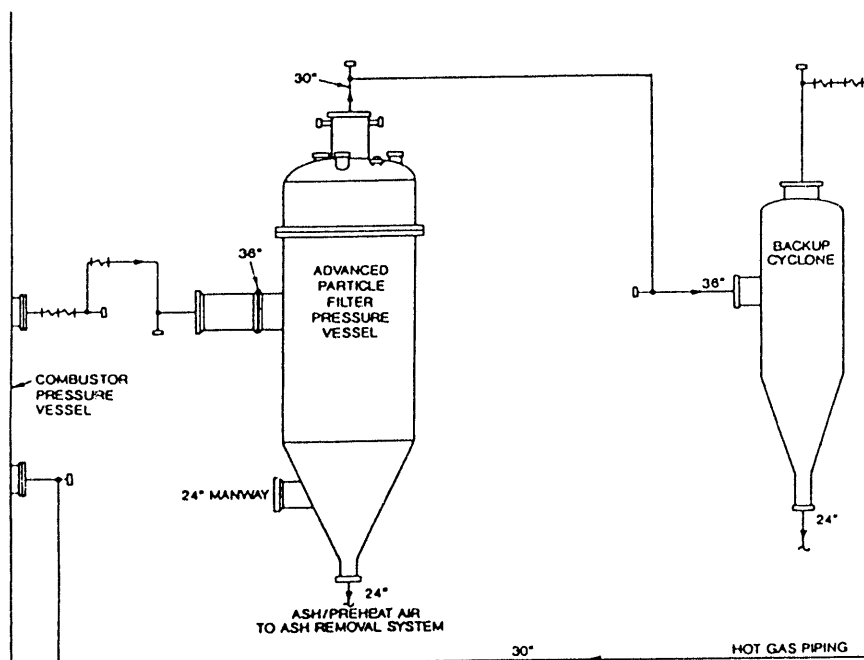 30"
36"
ADVANCED
PARTICLE
FILTER
PRESSURE
VESSEL
BACKUP
CYCLONE
36"
COMBUSTOR
PRESSURE
VESSEL
24" MANWAY
24"
24"
ASH/PREHEAT AIR
TO ASH REMOVAL SYSTEM
30"
HOT GAS PIPING